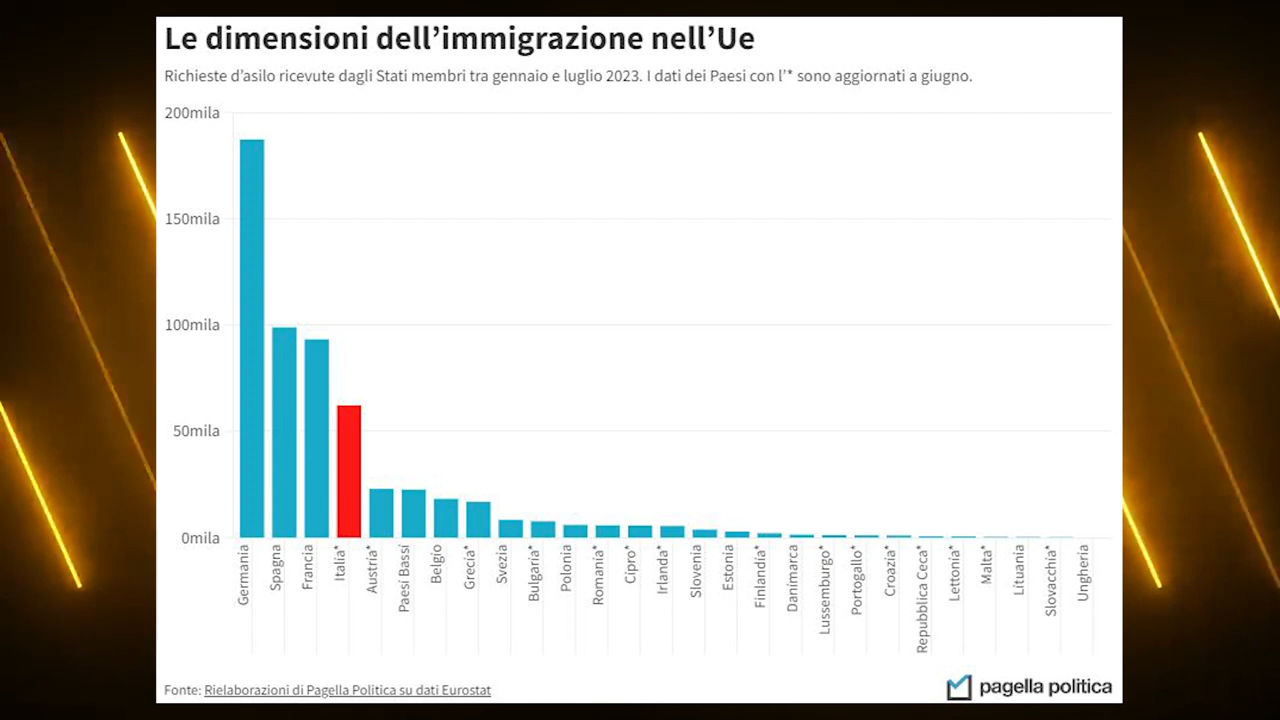 Le dimensioni dell’immigrazione nell’Ue
Richieste d’asilo ricevute dagli Stati membri tra gennaio e luglio 2023. I dati dei Paesi con l’* sono aggiornati a giugno.
200mila
150mila
100mila
50mila
0mila
Germania
Spagna
Francia
Italia*
Austria*
Paesi Bassi
Belgio
Grecia*
Svezia
Bulgaria*
Polonia
Romania*
Cipro*
Irlanda*
Slovenia
Estonia
Finlandia*
Danimarca
Lussemburgo*
Portogallo*
Croazia*
Repubblica Ceca*
Lettonia*
Malta*
Lituania
Slovacchia*
Ungheria
Fonte: Rielaborazioni di Pagella Politica su dati Eurostat
pagella politica